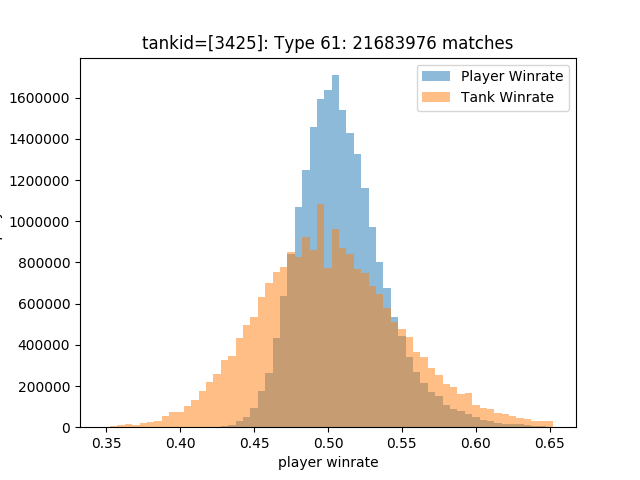 tankid=[3425]: Type 61: 21683976 matches
Player Winrate
Tank Winrate
1600000
1400000
1200000
1000000
800000
600000
400000
200000
0
0.35 0.40 0.45 0.50 0.55 0.60 0.65
player winrate